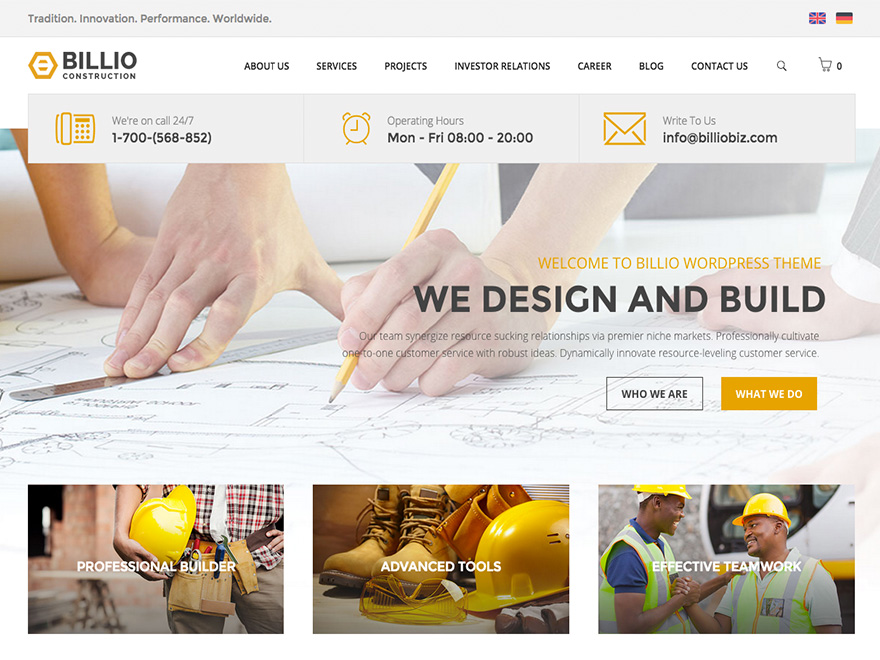 Tradition. Innovation. Performance. Worldwide.
BILLIO
CONSTRUCTION
ABOUT US SERVICES PROJECTS INVESTOR RELATIONS CAREER BLOG CONTACT US 0
We're on call 24/7
1-700-(568-852)
Operating Hours
Mon - Fri 08:00 - 20:00
Write To Us
info@billiobiz.com
WELCOME TO BILLIO WORDPRESS THEME
WE DESIGN AND BUILD
Our team synergize resource sucking relationships via premier niche markets. Professionally cultivate
one-to-one customer service with robust ideas. Dynamically innovate resource-leveling customer service.
WHO WE ARE WHAT WE DO
PROFESSIONAL BUILDER ADVANCED TOOLS EFFECTIVE TEAMWORK